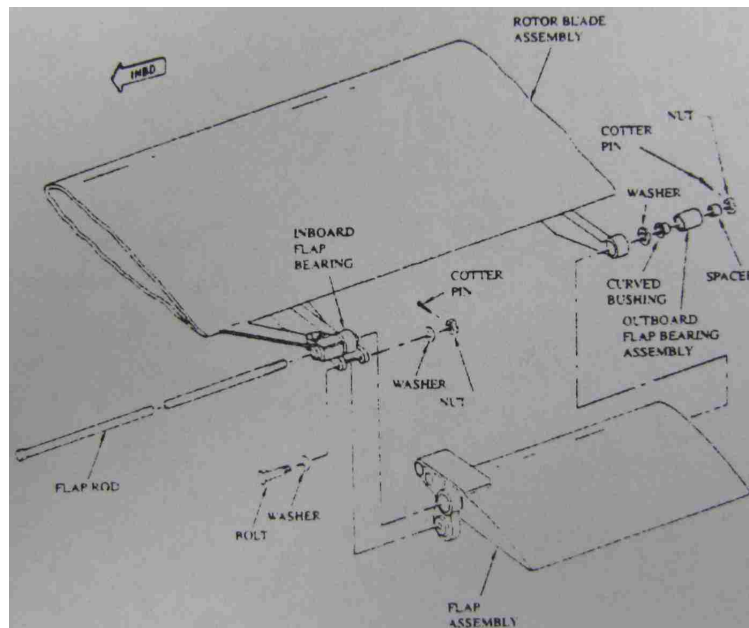 ROTOR BLADE
ASSEMBLY
INBD
NUT
COTTER
PIN
WASHER
INBOARD
FLAP
BEARING
COTTER
PIN
CURVED
BUSHING
SPACER
OUTBOARD
FLAP BEARING
ASSEMBLY
WASHER
NUT
FLAP ROD
WASHER
BOLT
FLAP
ASSEMBLY